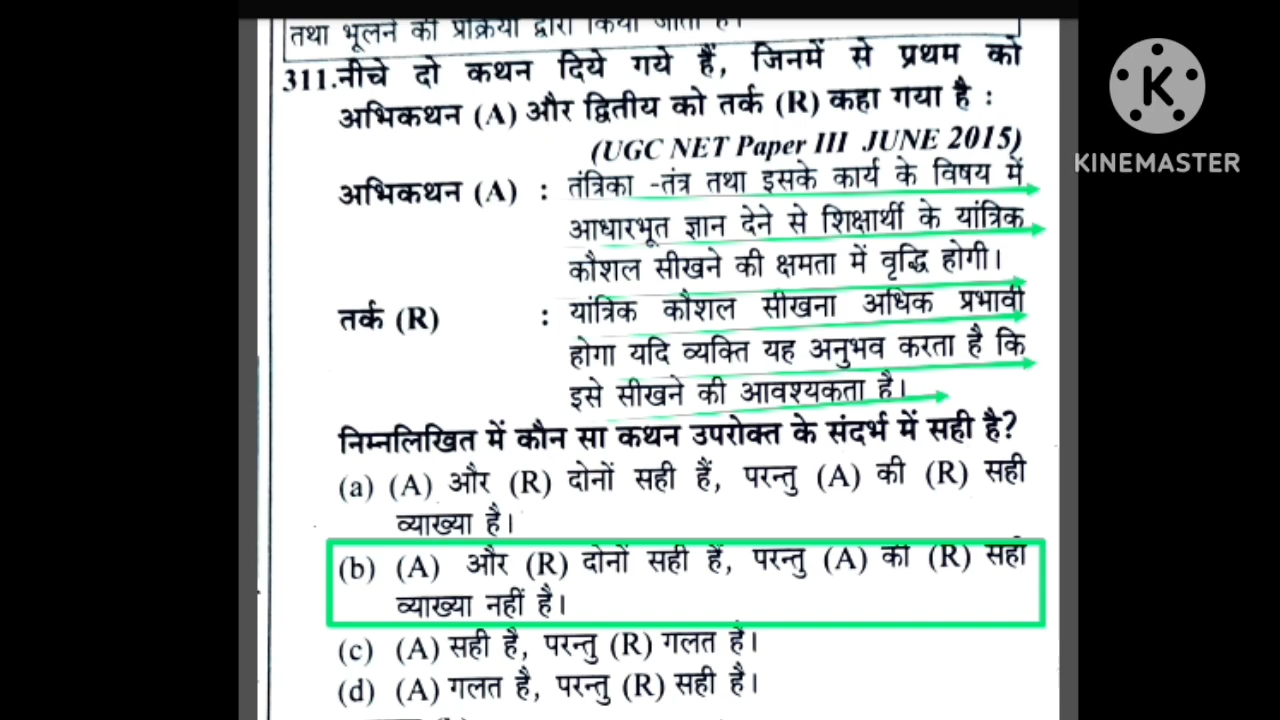 तथा भूलने की प्रक्रिया द्वारा किया जाता है।
311.नीचे दो कथन दिये गये हैं, जिनमें से प्रथम को
अभिकथन (A) और द्वितीय को तर्क (R) कहा गया है :
(UGC NET Paper III JUNE 2015)
अभिकथन (A) : तंत्रिका -तंत्र तथा इसके कार्य के विषय में
आधारभूत ज्ञान देने से शिक्षार्थी के यांत्रिक
कौशल सीखने की क्षमता में वृद्धि होगी।
तर्क (R) : यांत्रिक कौशल सीखना अधिक प्रभावी
होगा यदि व्यक्ति यह अनुभव करता है कि
इसे सीखने की आवश्यकता है।
निम्नलिखित में कौन सा कथन उपरोक्त के संदर्भ में सही है?
(a) (A) और (R) दोनों सही हैं, परन्तु (A) की (R) सही
व्याख्या है।
(b) (A) और (R) दोनों सही हैं, परन्तु (A) की (R) सही
व्याख्या नहीं है।
(c) (A) सही है, परन्तु (R) गलत है।
(d) (A) गलत है, परन्तु (R) सही है।
K
KINEMASTER